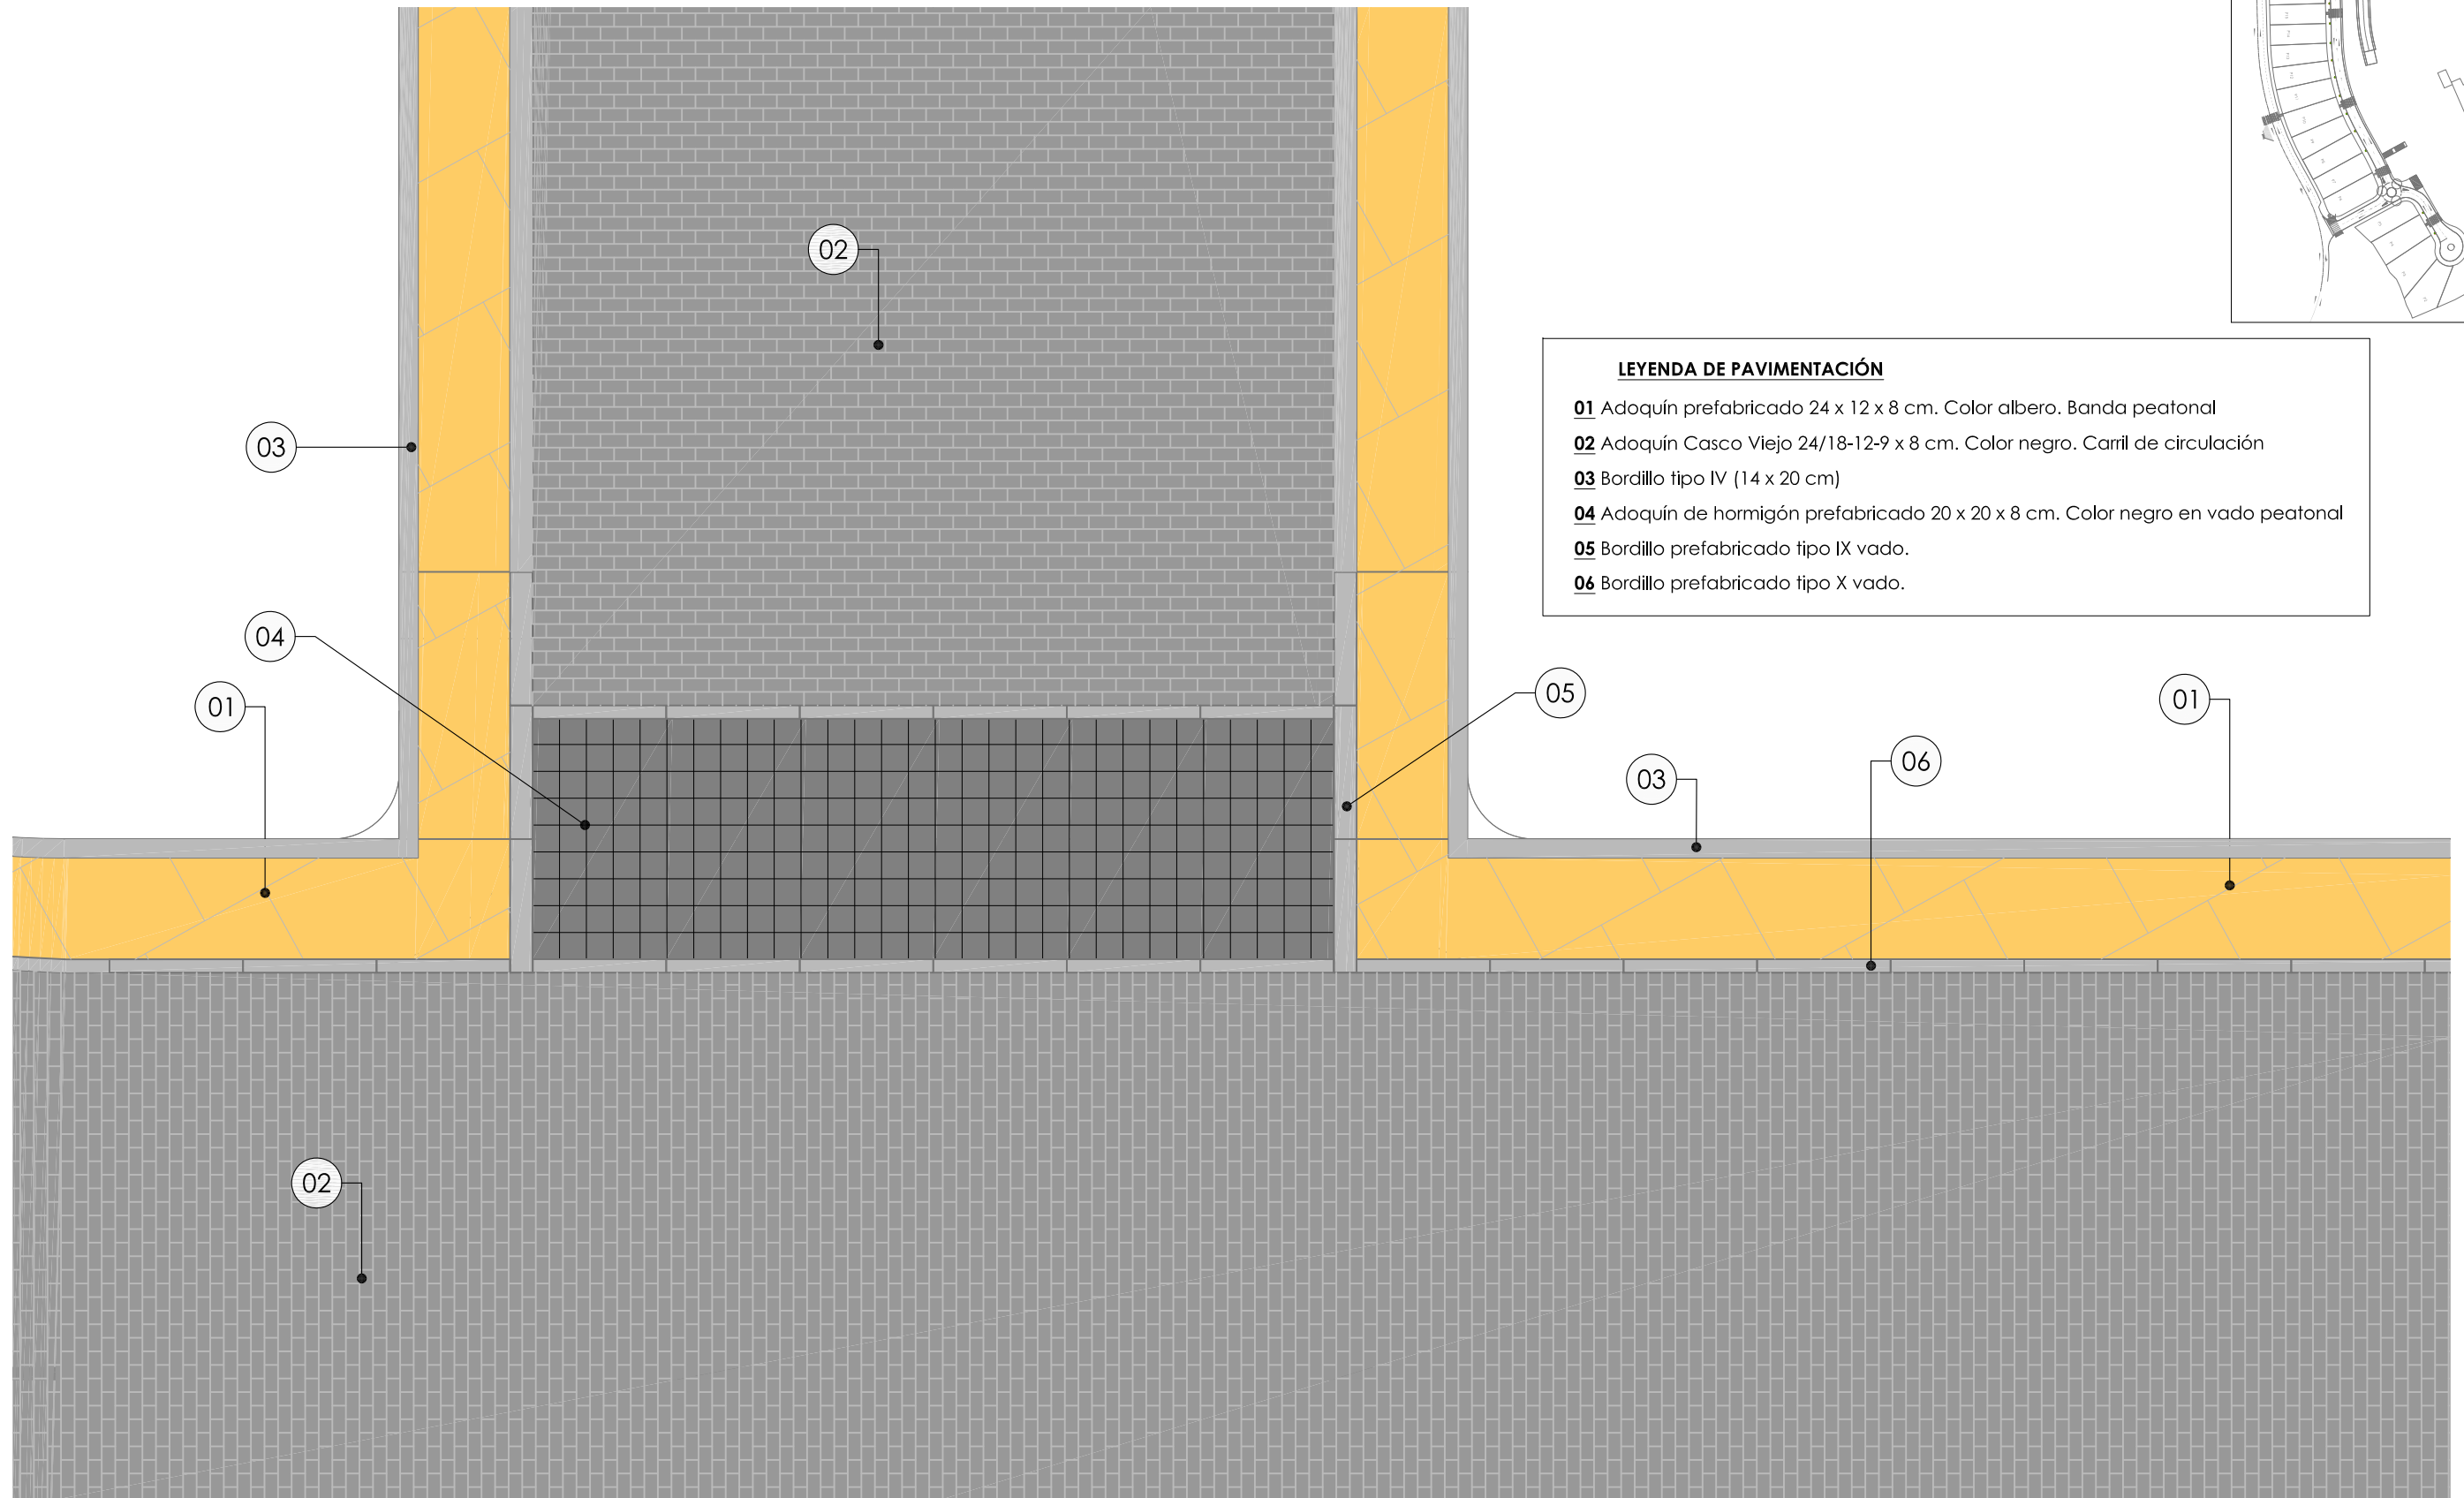 02
LEYENDA DE PAVIMENTACIÓN
01 Adoquín prefabricado 24 x 12 x 8 cm. Color albero. Banda peatonal
02 Adoquín Casco Viejo 24/18-12-9 x 8 cm. Color negro. Carril de circulación
03 Bordillo tipo IV (14 x 20 cm)
04 Adoquín de hormigón prefabricado 20 x 20 x 8 cm. Color negro en vado peatonal
05 Bordillo prefabricado tipo IX vado.
06 Bordillo prefabricado tipo X vado.
03
04
01
05
01
06
03
02